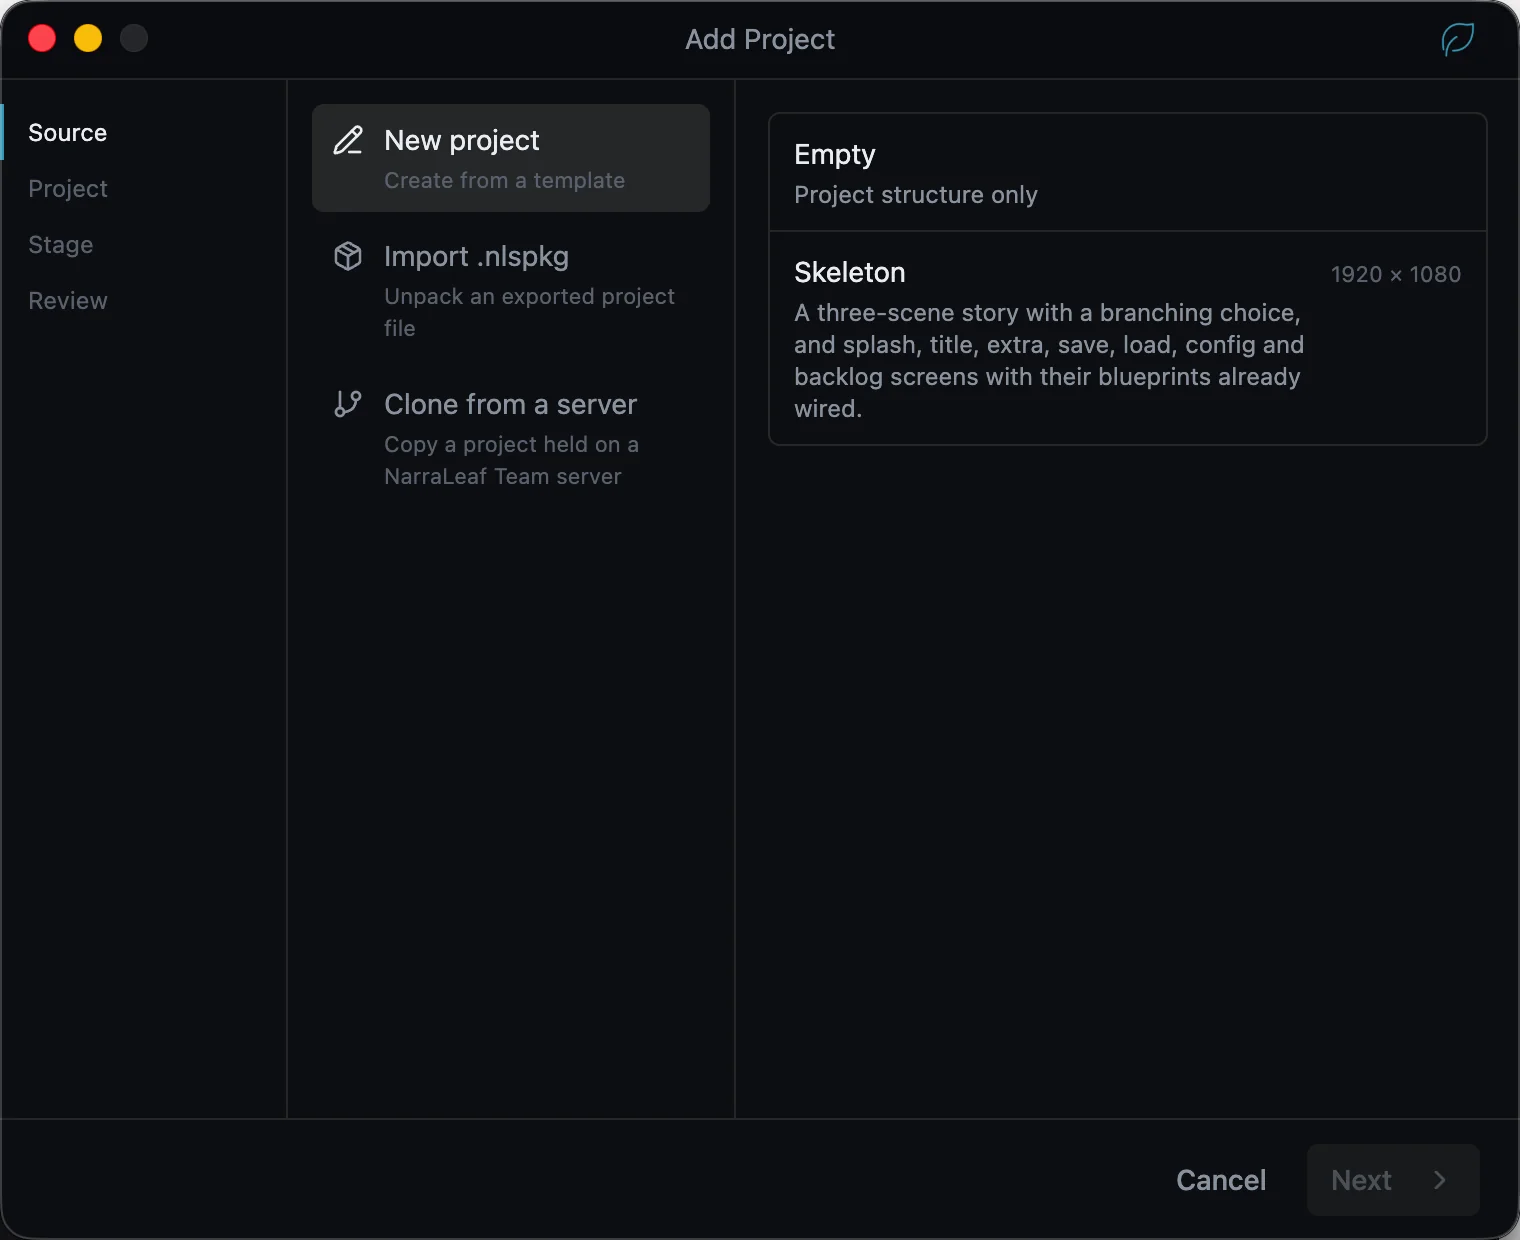 Add Project
Source
Project
Stage
Review
New project
Create from a template
Import .nlspkg
Unpack an exported project
file
Clone from a server
Copy a project held on a
NarraLeaf Team server
Empty
Project structure only
Skeleton
1920 × 1080
A three-scene story with a branching choice,
and splash, title, extra, save, load, config and
backlog screens with their blueprints already
wired.
Cancel
Next